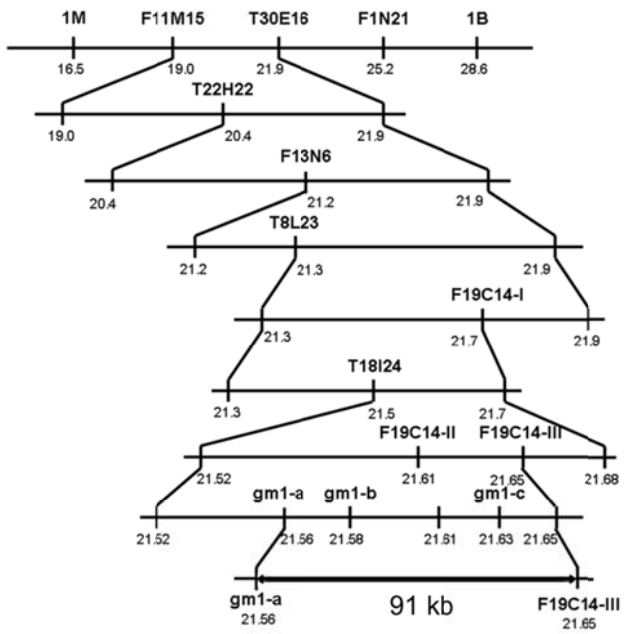 1M F11M15 T30E16 F1N21 1B
16.5 19.0 21.9 25.2 28.6
T22H22
19.0 20.4 21.9
F13N6
20.4 21.2 21.9
T8L23
21.2 21.3 21.9
F19C14-I
21.3 21.7 21.9
T18I24
21.3 21.5 21.7
F19C14-II F19C14-III
21.52 21.61 21.65 21.68
gm1-a gm1-b gm1-c
21.52 21.56 21.58 21.61 21.63 21.65
gm1-a 91 kb F19C14-III
21.56 21.65